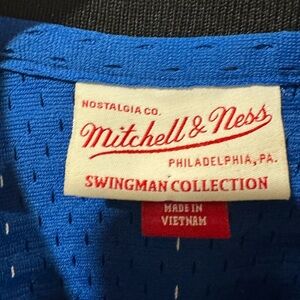 NOSTALGIA CO.
Mitchell & Ness
PHILADELPHIA, PA.
SWINGMAN COLLECTION
MADE IN
VIETNAM